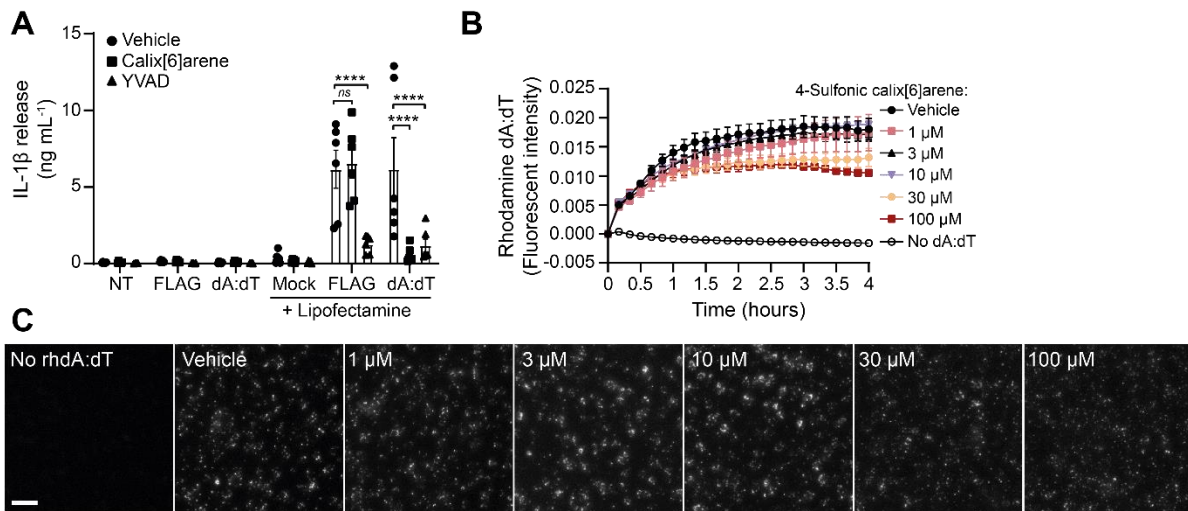 A
Vehicle
Calix[6]arene
YVAD
IL-1β release
(ng mL⁻¹)
15
10
5
0
****
ns
****
****
NT
FLAG
dA:dT
Mock
FLAG
dA:dT
+ Lipofectamine
B
Rhodamine dA:dT
(Fluorescent intensity)
0.025
0.020
0.015
0.010
0.005
0.000
-0.005
0 0.5 1 1.5 2 2.5 3 3.5 4
Time (hours)
4-Sulfonic calix[6]arene:
Vehicle
1 µM
3 µM
10 µM
30 µM
100 µM
No dA:dT
C
No rhdA:dT
Vehicle
1 µM
3 µM
10 µM
30 µM
100 µM